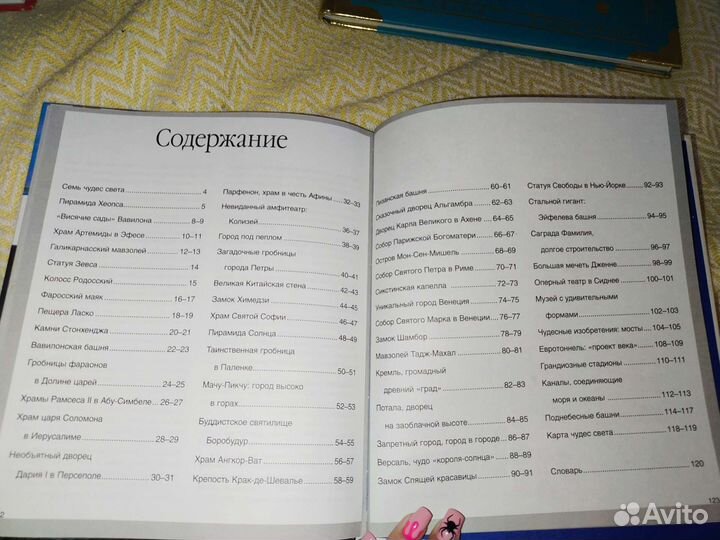 Содержание
Семь чудес света 4
Пирамида Хеопса 5
«Висячие сады» Вавилона 8–9
Храм Артемиды в Эфесе 10–11
Галикарнасский мавзолей 12–13
Статуя Зевса 14
Колосс Родосский 15
Фаросский маяк 16–17
Пещера Ласко 18–19
Камни Стонхенджа 20–21
Вавилонская башня 22–23
Гробницы фараонов
в Долине царей 24–25
Храмы Рамсеса II в Абу-Симбеле 26–27
Храм царя Соломона
в Иерусалиме 28–29
Необъятный дворец
Дария I в Персеполе 30–31
Парфенон, храм в честь Афины 32–33
Невиданный амфитеатр:
Колизей 36–37
Город под пеплом 38–39
Загадочные гробницы
города Петры 40–41
Великая Китайская стена 42–43
Замок Химедзи 44–45
Храм Святой Софии 46–47
Пирамида Солнца 48–49
Таинственная гробница
в Паленке 50–51
Мачу-Пикчу: город высоко
в горах 52–53
Буддистское святилище
Боробудур 54–55
Храм Ангкор-Ват 56–57
Крепость Крак-де-Шевалье 58–59
2
Пизанская башня 60–61
Сказочный дворец Альгамбра 62–63
Дворец Карла Великого в Ахене 64–65
Собор Парижской Богоматери 66–67
Остров Мон-Сен-Мишель 68–69
Собор Святого Петра в Риме 70–71
Сикстинская капелла 72–73
Уникальный город Венеция 74–75
Собор Святого Марка в Венеции 76–77
Замок Шамбор 78–79
Мавзолей Тадж-Махал 80–81
Кремль, громадный
древний «град» 82–83
Потала, дворец
на заоблачной высоте 84–85
Запретный город, город в городе 86–87
Версаль, чудо «короля-солнца» 88–89
Замок Спящей красавицы 90–91
Статуя Свободы в Нью-Йорке 92–93
Стальной гигант:
Эйфелева башня 94–95
Саграда Фамилия,
долгое строительство 96–97
Большая мечеть Дженне 98–99
Оперный театр в Сиднее 100–101
Музей с удивительными
формами 102–103
Чудесные изобретения: мосты 104–105
Евротоннель: «проект века» 108–109
Грандиозные стадионы 110–111
Каналы, соединяющие
моря и океаны 112–113
Поднебесные башни 114–117
Карта чудес света 118–119
Словарь 120
123
Avito